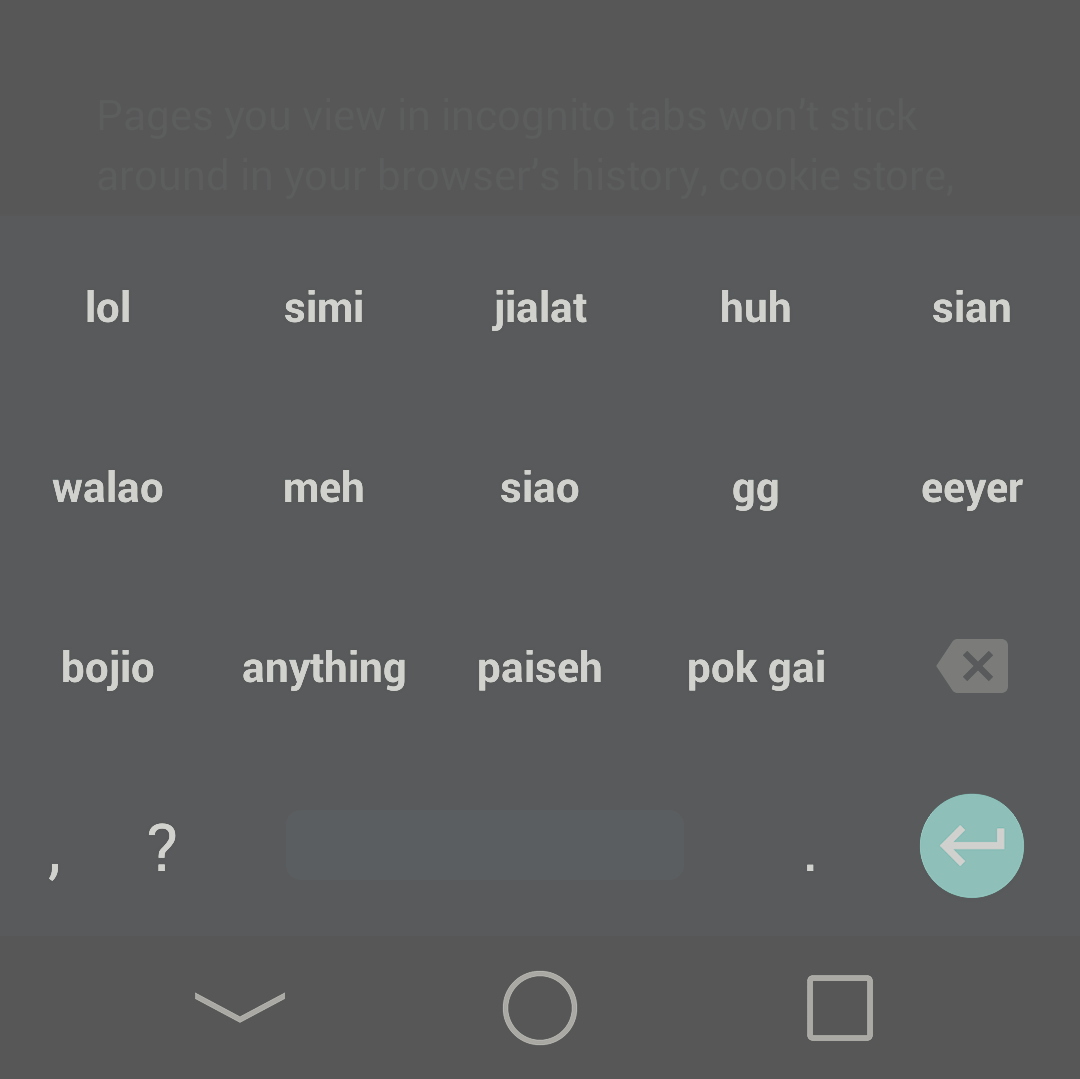 Pages you view in incognito tabs won't stick
around in your browser's history, cookie store,
lol simi jialat huh sian
walao meh siao gg eeyer
bojio anything paiseh pok gai
, ? .